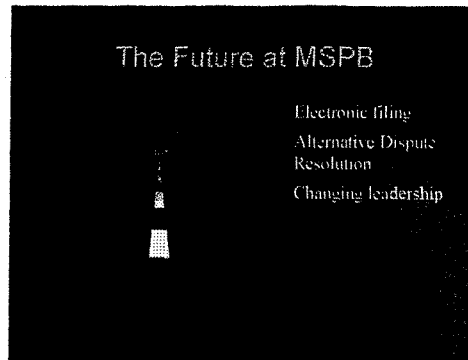 The Future at MSPB
Electronic filing
Alternative Dispute
Resolution
Changing leadership